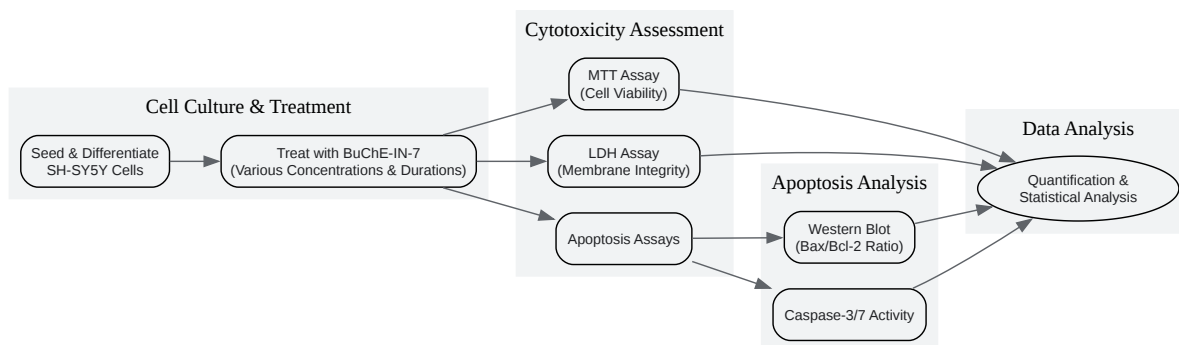 Cell Culture & Treatment
Seed & Differentiate
SH-SY5Y Cells
Treat with BuChE-IN-7
(Various Concentrations & Durations)
Cytotoxicity Assessment
MTT Assay
(Cell Viability)
LDH Assay
(Membrane Integrity)
Apoptosis Assays
Apoptosis Analysis
Western Blot
(Bax/Bcl-2 Ratio)
Caspase-3/7 Activity
Data Analysis
Quantification &
Statistical Analysis